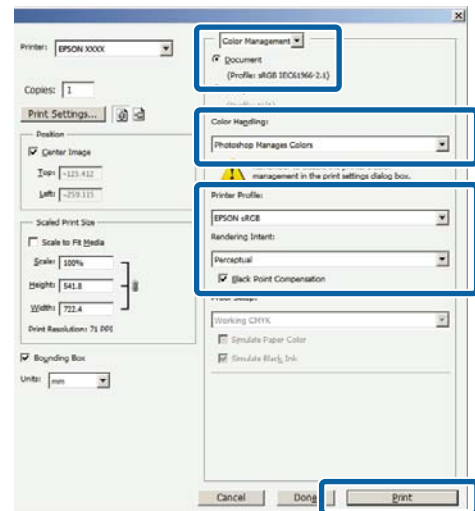 Printer: EPSON XXXX
Copies: 1
Print Settings...
Position
Center Image
Top: -125.412
Left: -259.115
Scaled Print Size
Scale to Fit Media
Scale: 100%
Height: 541.8
Width: 722.4
Print Resolution: 71 PPI
Bounding Box
Units: mm
Color Management
Document
(Profile: sRGB IEC61966-2.1)
Color Handling:
Photoshop Manages Colors
management in the print settings dialog box.
Printer Profile:
EPSON sRGB
Rendering Intent:
Perceptual
Black Point Compensation
Working CMYK
Simulate Paper Color
Simulate Black Ink
Cancel
Done
Print